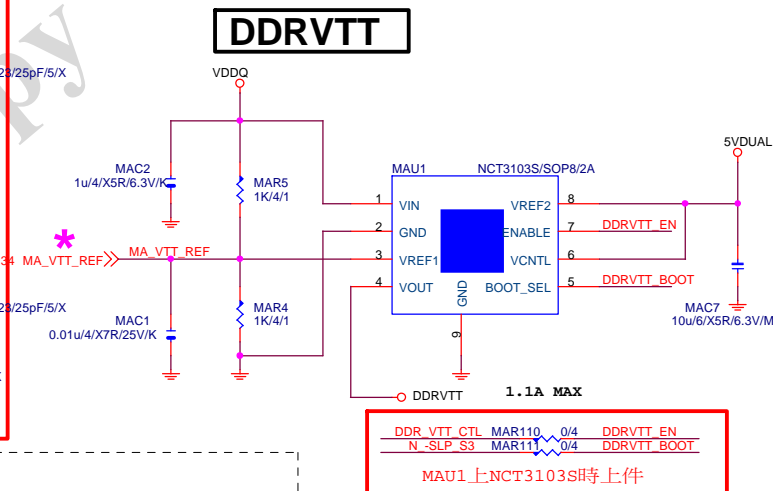 DDRVTT
py
23/25pF/5/X
VDDQ
5VDUAL
MAC2
1u/4/X5R/6.3V/K
MAR5
1K/4/1
MAU1
NCT3103S/SOP8/2A
1
VIN
VREF2
8
2
GND
ENABLE
7
DDRVTT_EN
34 MA_VTT_REF
MA_VTT_REF
3
VREF1
VCNTL
6
4
VOUT
BOOT_SEL
5
DDRVTT_BOOT
GND
9
23/25pF/5/X
MAC1
0.01u/4/X7R/25V/K
MAR4
1K/4/1
MAC7
10u/6/X5R/6.3V/M
DDRVTT
1.1A MAX
DDR_VTT_CTL MAR110 0/4 DDRVTT_EN
N_-SLP_S3 MAR111 0/4 DDRVTT_BOOT
MAU1上NCT3103S時上件